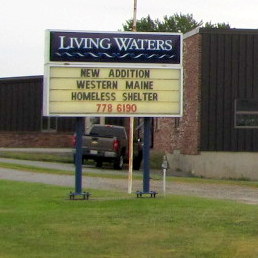 LIVING WATERS
NEW ADDITION
WESTERN MAINE
HOMELESS SHELTER
778 6190